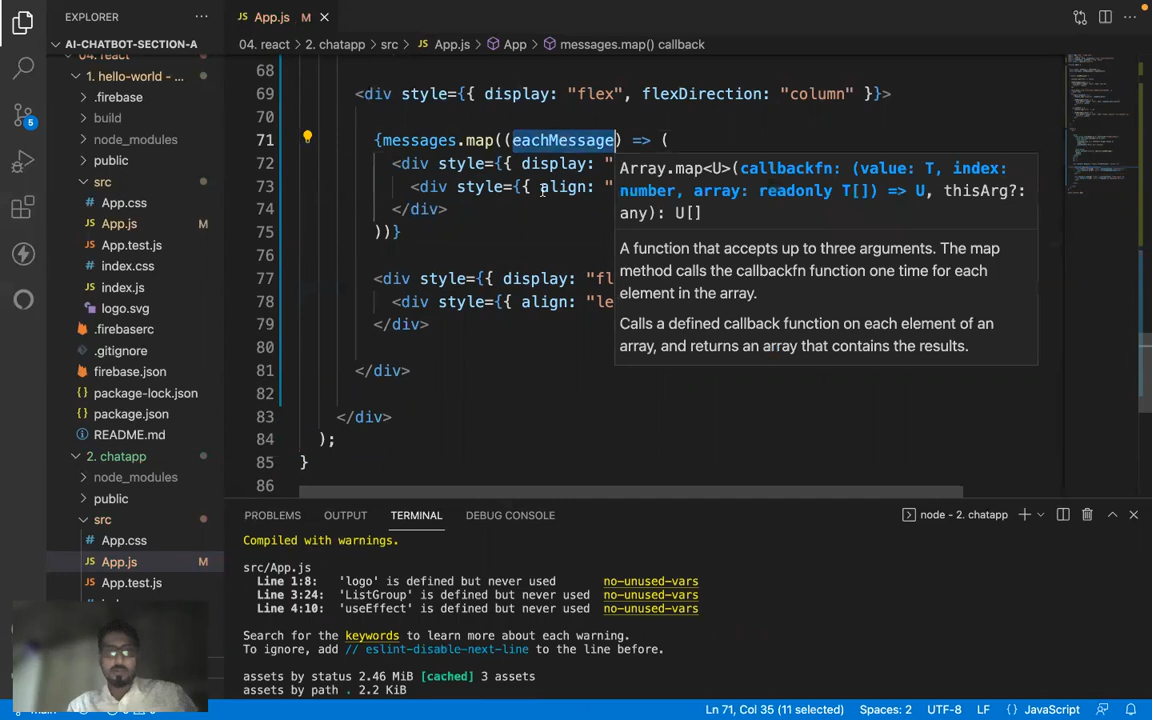 EXPLORER
AI-CHATBOT-SECTION-A
04. react
1. hello-world - ...
.firebase
build
node_modules
public
src
App.css
App.js M
App.test.js
index.css
index.js
logo.svg
.firebaserc
.gitignore
firebase.json
package-lock.json
package.json
README.md
2. chatapp
node_modules
public
src
App.css
App.js M
App.test.js
5
App.js M
04. react > 2. chatapp > src > App.js > App > messages.map() callback
68
69 <div style={{ display: "flex", flexDirection: "column" }}>
70
71 {messages.map((eachMessage) => (
72 <div style={{ display: "
73 <div style={{ align: "
74 </div>
75 ))}
76
77 <div style={{ display: "fl
78 <div style={{ align: "le
79 </div>
80
81 </div>
82
83 </div>
84 );
85 }
86
Array.map<U>(callbackfn: (value: T, index:
number, array: readonly T[]) => U, thisArg?:
any): U[]
A function that accepts up to three arguments. The map
method calls the callbackfn function one time for each
element in the array.
Calls a defined callback function on each element of an
array, and returns an array that contains the results.
PROBLEMS OUTPUT TERMINAL DEBUG CONSOLE
node - 2. chatapp
Compiled with warnings.
src/App.js
Line 1:8: 'logo' is defined but never used no-unused-vars
Line 3:24: 'ListGroup' is defined but never used no-unused-vars
Line 4:10: 'useEffect' is defined but never used no-unused-vars
Search for the keywords to learn more about each warning.
To ignore, add // eslint-disable-next-line to the line before.
assets by status 2.46 MiB [cached] 3 assets
assets by path . 2.2 KiB
Ln 71, Col 35 (11 selected) Spaces: 2 UTF-8 LF {} JavaScript